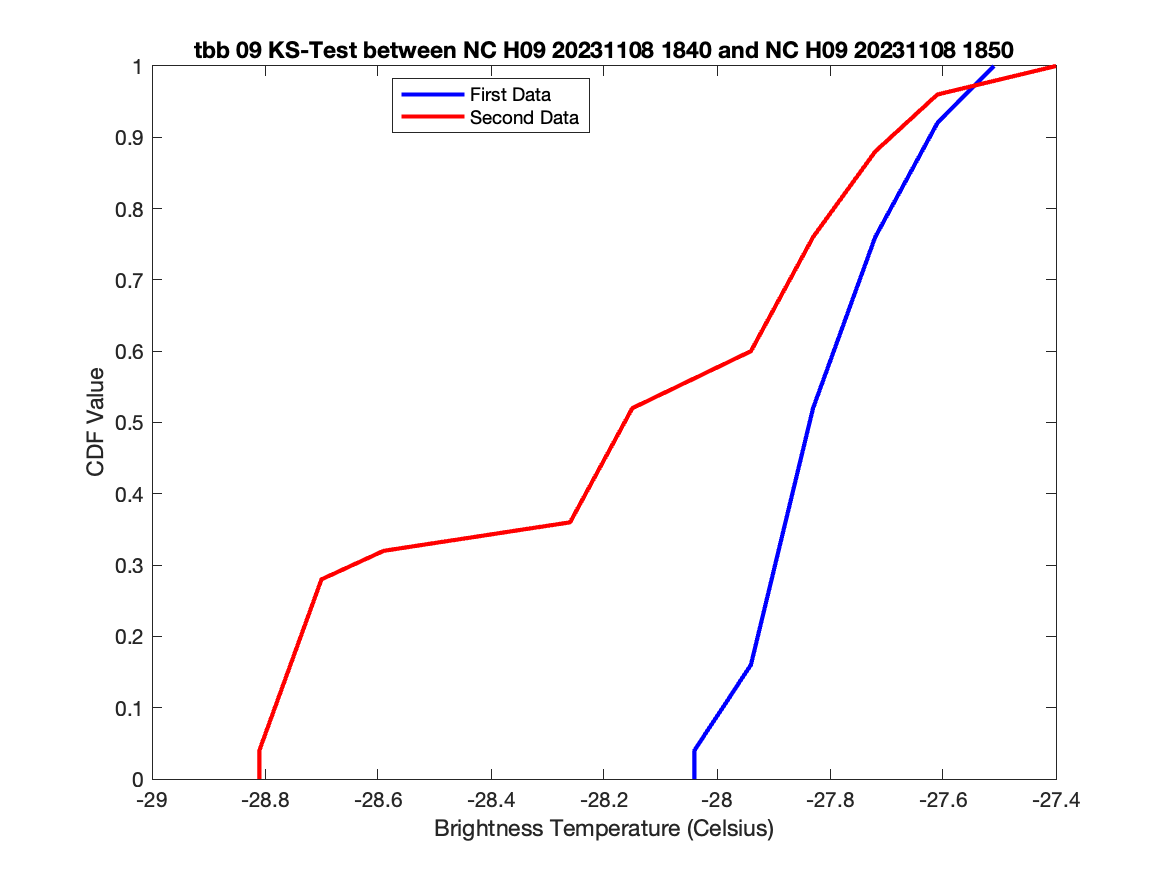 tbb 09 KS-Test between NC H09 20231108 1840 and NC H09 20231108 1850
First Data
Second Data
1
0.9
0.8
0.7
0.6
0.5
0.4
0.3
0.2
0.1
0
CDF Value
-29 -28.8 -28.6 -28.4 -28.2 -28 -27.8 -27.6 -27.4
Brightness Temperature (Celsius)